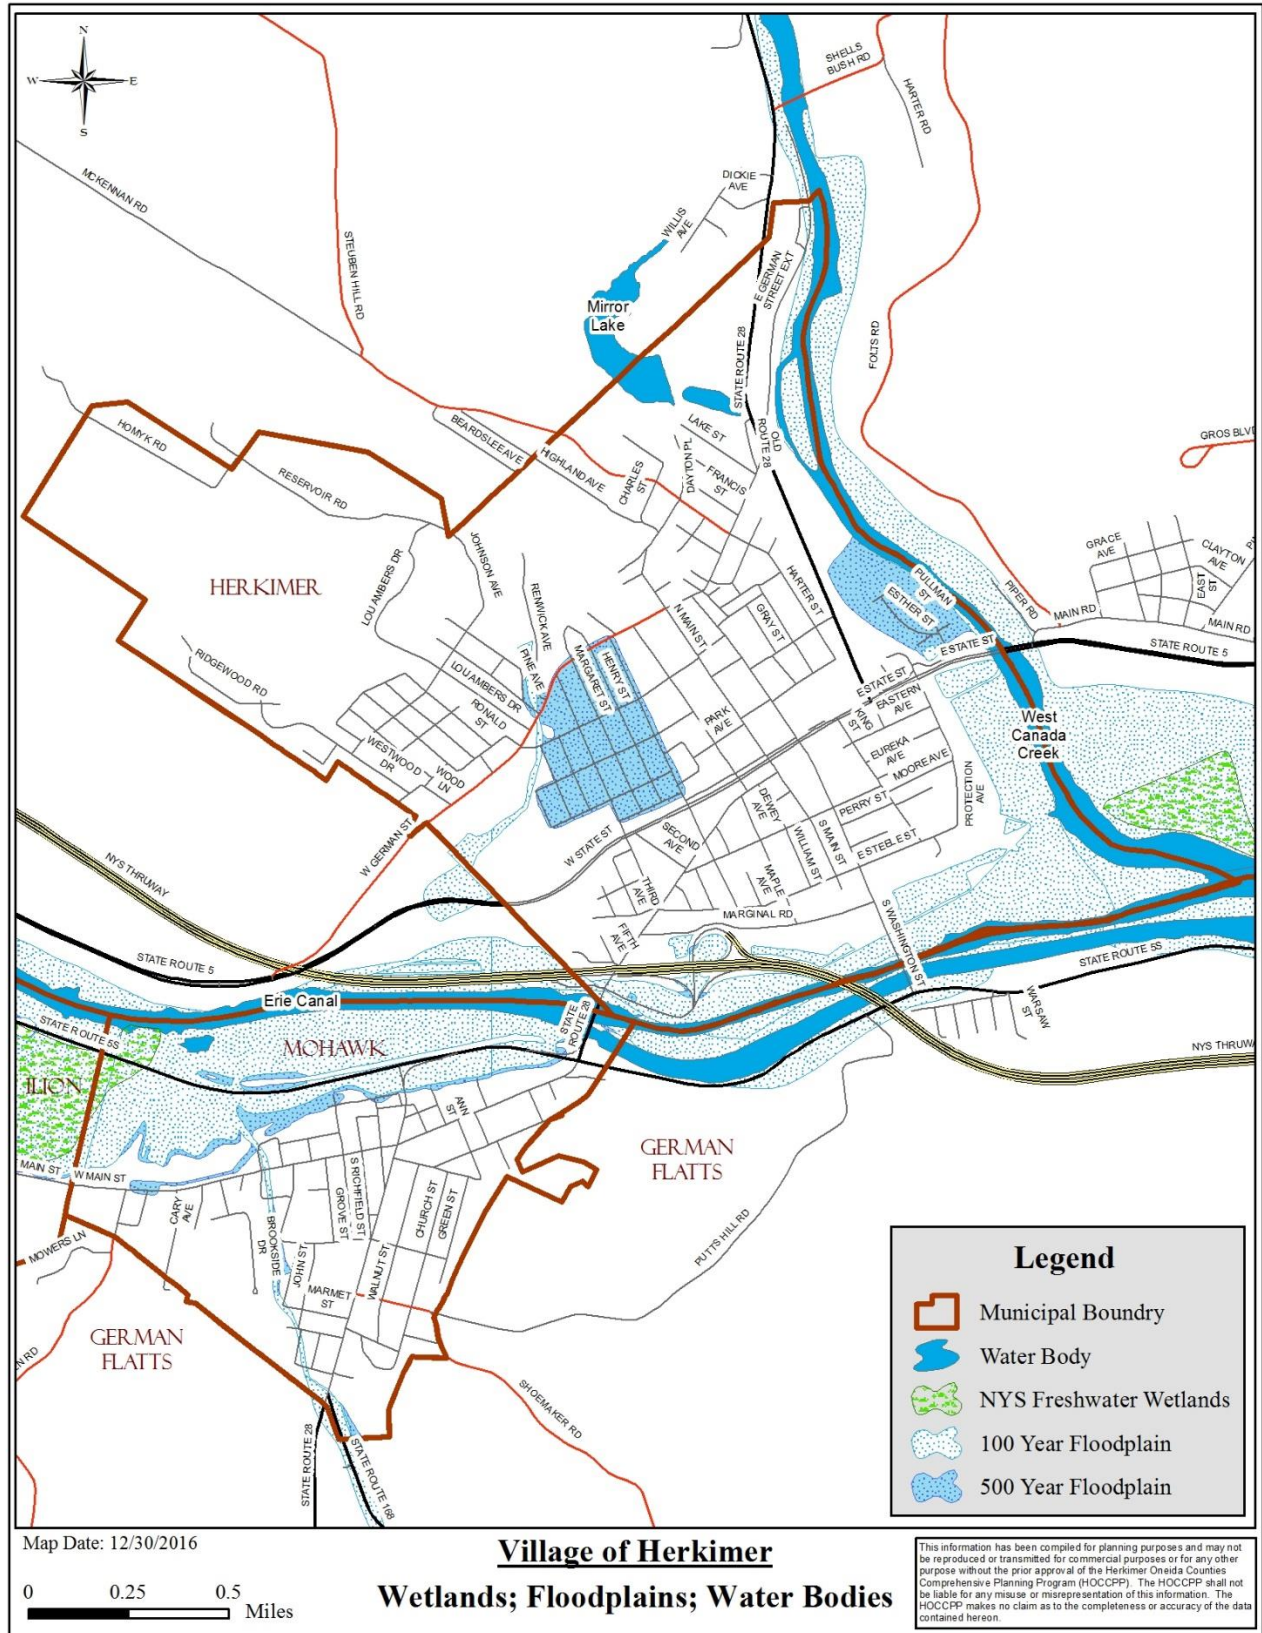 N
W
E
S
SHELLS
BUSH RD
HARTER RD
MCKENNAN RD
DICKIE
AVE
WILLIS
AVE
STEUBEN HILL RD
E GERMAN
STREET EXT
Mirror
Lake
STATE ROUTE 28
FOLTS RD
HOMYK RD
BEARDSLEE AVE
HIGHLAND AVE
LAKE ST
OLD
ROUTE 28
GROS BLVD
RESERVOIR RD
CHARLES
ST
DAYTON PL
FRANCIS
ST
LOU AMBERS DR
JOHNSON AVE
GRACE
AVE
CLAYTON
AVE
EAST
ST
HERKIMER
RENWICK AVE
HARTER ST
PULLMAN
ST
ESTHER ST
PIPER RD
MAIN RD
MAIN RD
N MAIN ST
GRAY ST
E STATE ST
STATE ROUTE 5
RIDGEWOOD RD
PINE AVE
MARGARET ST
HENRY ST
LOU AMBERS DR
RONALD
ST
E STATE ST
EASTERN
AVE
KING
ST
PARK
AVE
West
Canada
Creek
WESTWOOD
DR
WOOD
LN
EUREKA
AVE
MOORE AVE
PROTECTION
AVE
DEWEY
AVE
PERRY ST
W GERMAN ST
W STATE ST
SECOND
AVE
WILLIAM ST
S MAIN ST
E STEELE ST
NYS THRUWAY
THIRD
AVE
MAPLE
AVE
MARGINAL RD
FIFTH
AVE
S WASHINGTON ST
STATE ROUTE 5
STATE ROUTE 5S
Erie Canal
STATE
ROUTE 28
WARSAW
ST
STATE ROUTE 5S
MOHAWK
NYS THRUWA
ILION
ANN
ST
GERMAN
FLATTS
MAIN ST
W MAIN ST
S RICHFIELD ST
GROVE ST
CHURCH ST
GREEN ST
CARY
AVE
BROOKSIDE
DR
PUTTS HILL RD
MOWERS LN
JOHN ST
WALNUT ST
MARMET
ST
GERMAN
FLATTS
N RD
SHOEMAKER RD
STATE ROUTE 28
STATE ROUTE 168
Legend
Municipal Boundry
Water Body
NYS Freshwater Wetlands
100 Year Floodplain
500 Year Floodplain
Map Date: 12/30/2016
0 0.25 0.5
Miles
Village of Herkimer
Wetlands; Floodplains; Water Bodies
This information has been compiled for planning purposes and may not
be reproduced or transmitted for commercial purposes or for any other
purpose without the prior approval of the Herkimer Oneida Counties
Comprehensive Planning Program (HOCCPP). The HOCCPP shall not
be liable for any misuse or misrepresentation of this information. The
HOCCPP makes no claim as to the completeness or accuracy of the data
contained hereon.